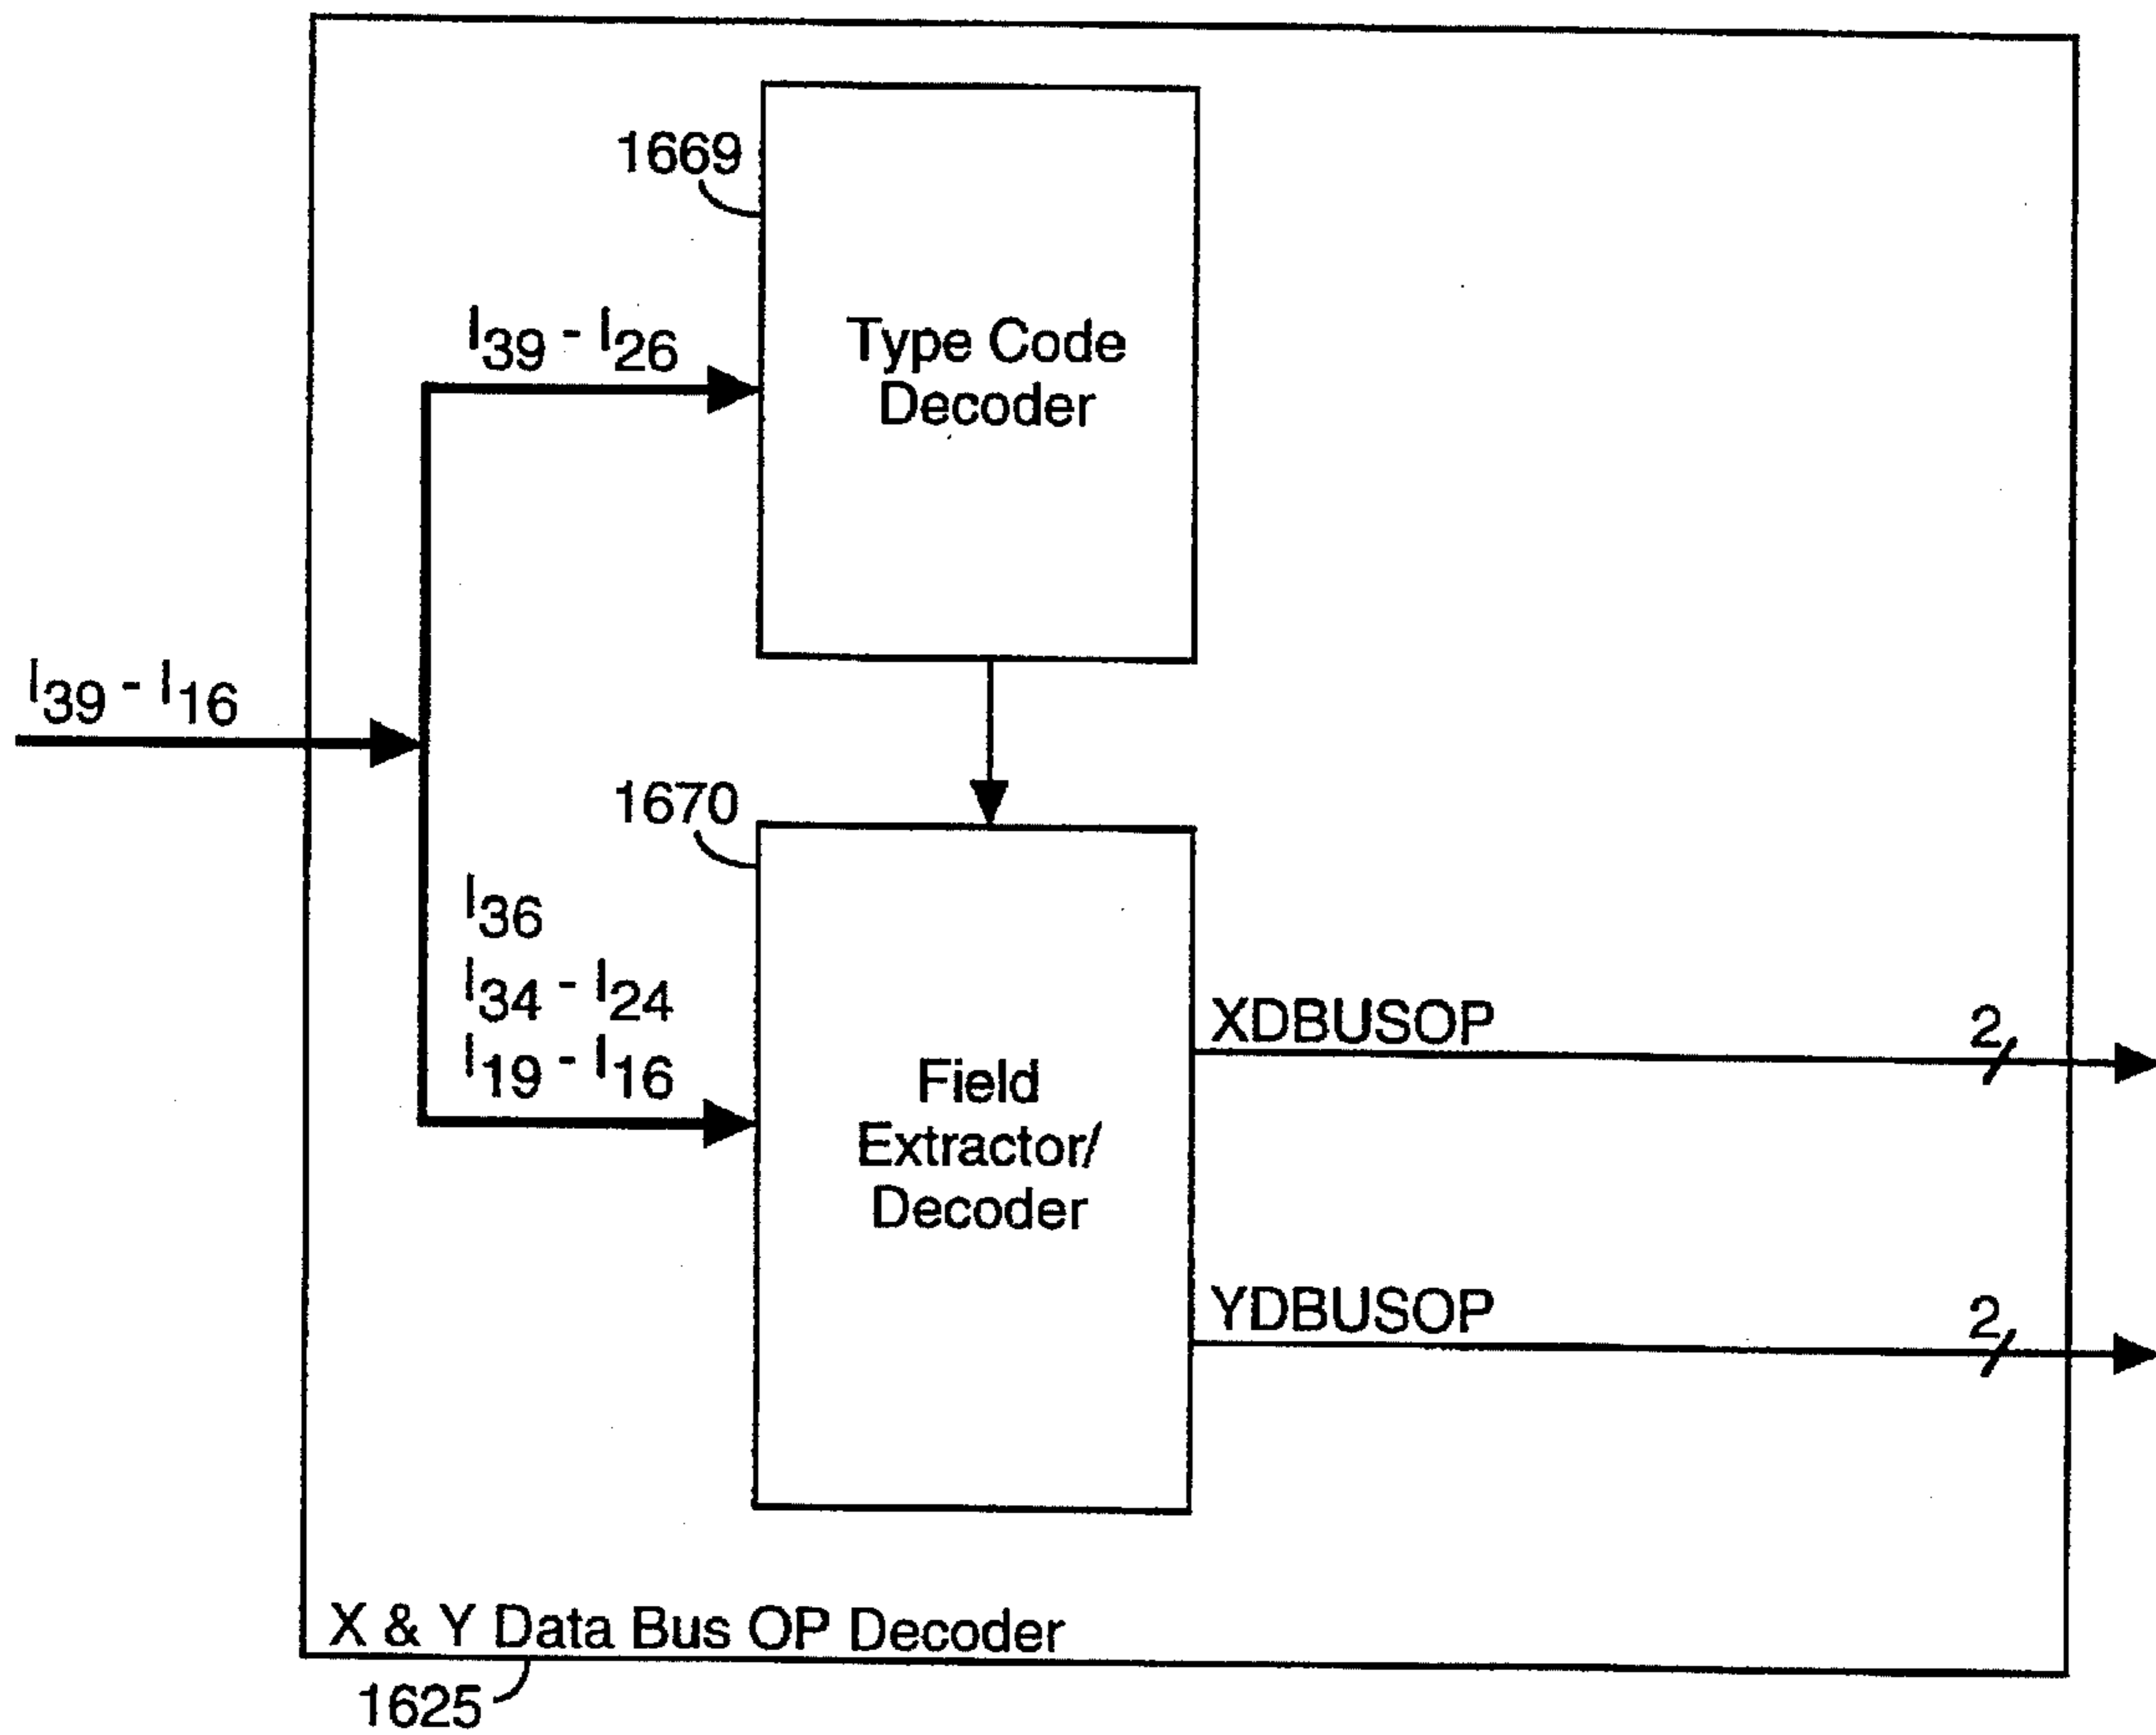 1669
I39 - I26
Type Code
Decoder
I39 - I16
1670
I36
I34 - I24
I19 - I16
Field
Extractor/
Decoder
XDBUSOP
2
YDBUSOP
2
X & Y Data Bus OP Decoder
1625